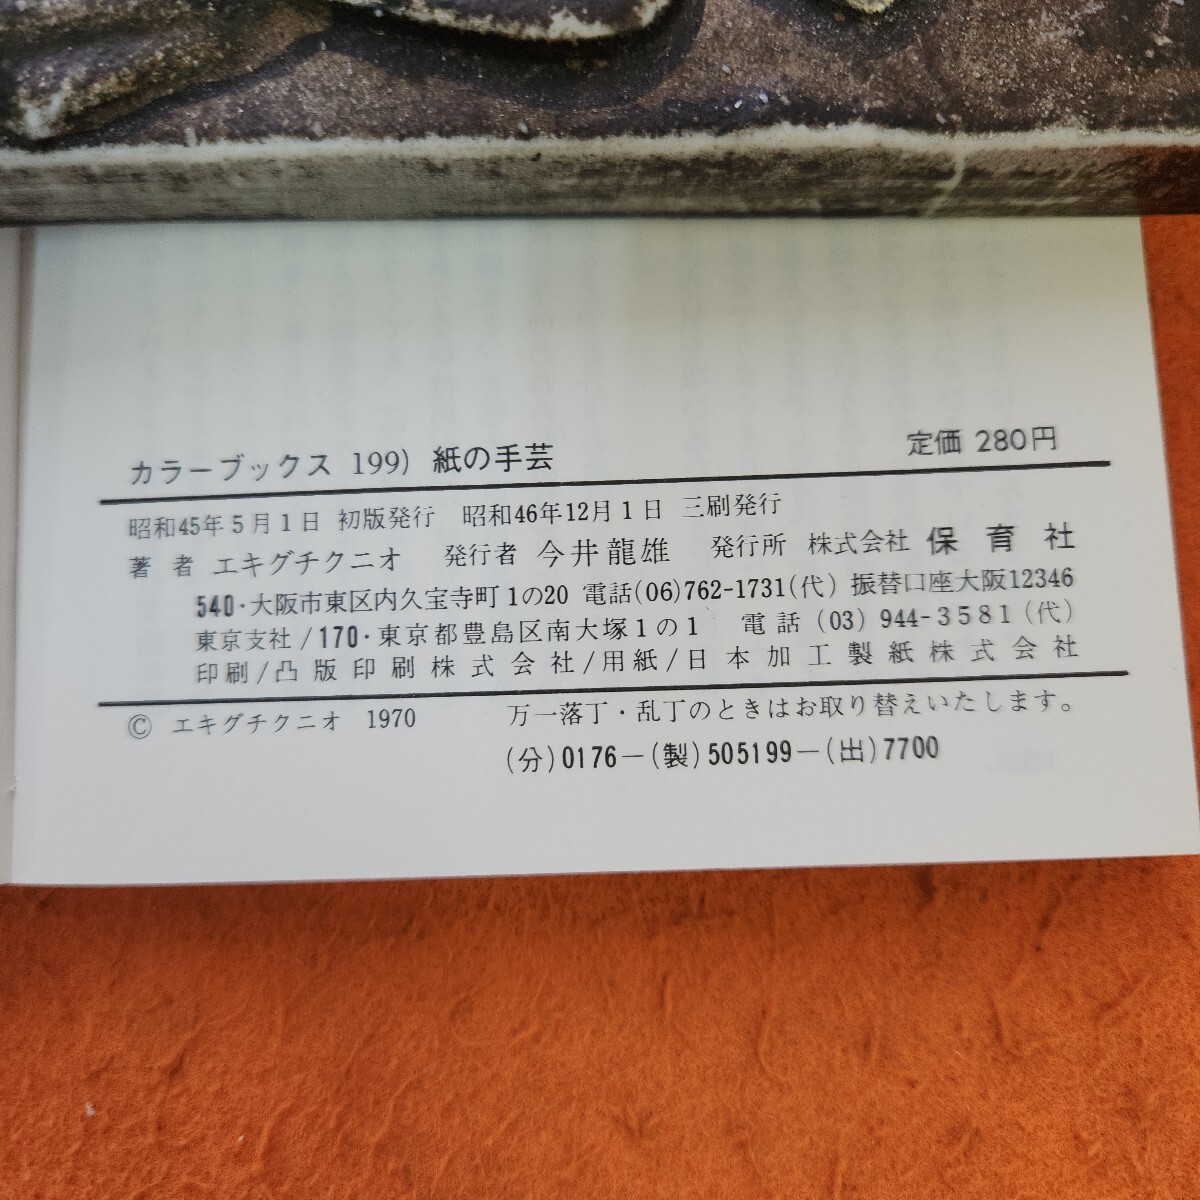 カラーブックス 199) 紙の手芸 定価 280円
昭和45年5月1日 初版発行 昭和46年12月1日 三刷発行
著者 エキグチクニオ 発行者 今井龍雄 発行所 株式会社 保育社
540・大阪市東区内久宝寺町1の20 電話(06)762-1731(代) 振替口座大阪12346
東京支社/170・東京都豊島区南大塚1の1 電話(03)944-3581(代)
印刷/凸版印刷株式会社/用紙/日本加工製紙株式会社
© エキグチクニオ 1970 万一落丁・乱丁のときはお取り替えいたします。
(分)0176-(製)505199-(出)7700